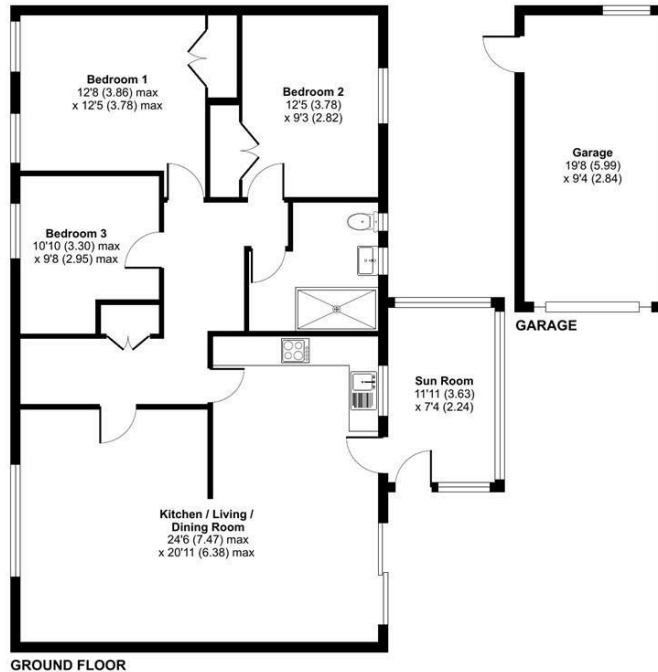 Bedroom 1
12'8 (3.86) max
x 12'5 (3.78) max
Bedroom 2
12'5 (3.78)
x 9'3 (2.82)
Garage
19'8 (5.99)
x 9'4 (2.84)
Bedroom 3
10'10 (3.30) max
x 9'8 (2.95) max
GARAGE
Sun Room
11'11 (3.63)
x 7'4 (2.24)
Kitchen / Living /
Dining Room
24'6 (7.47) max
x 20'11 (6.38) max
GROUND FLOOR